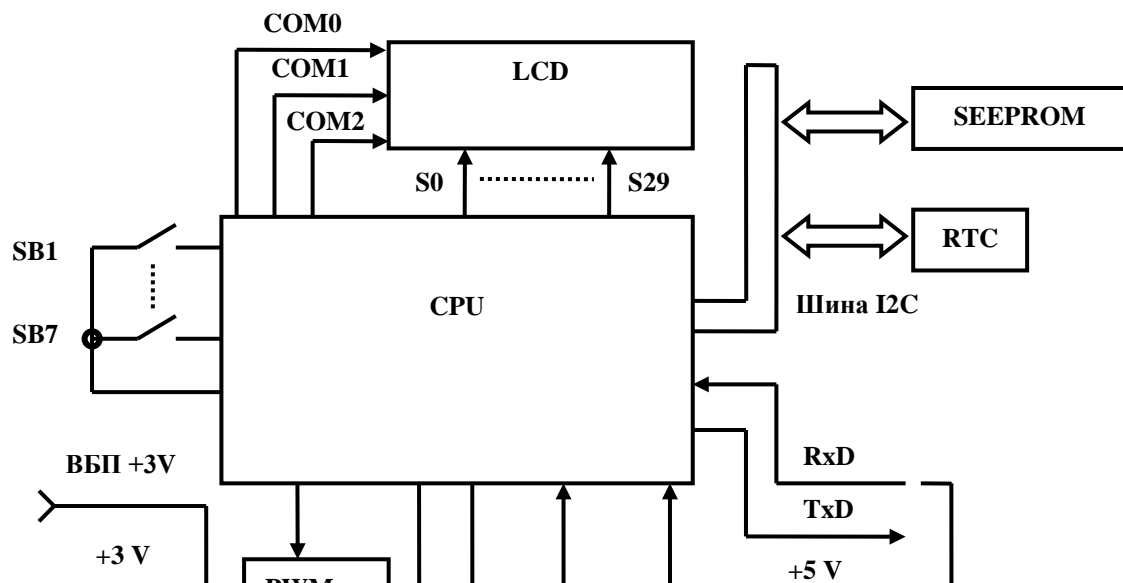 COM0
LCD
COM1
COM2
SEEPROM
S0
S29
SB1
RTC
CPU
Шина I2C
SB7
ВБП +3V
RxD
TxD
+3 V
+5 V
PWM